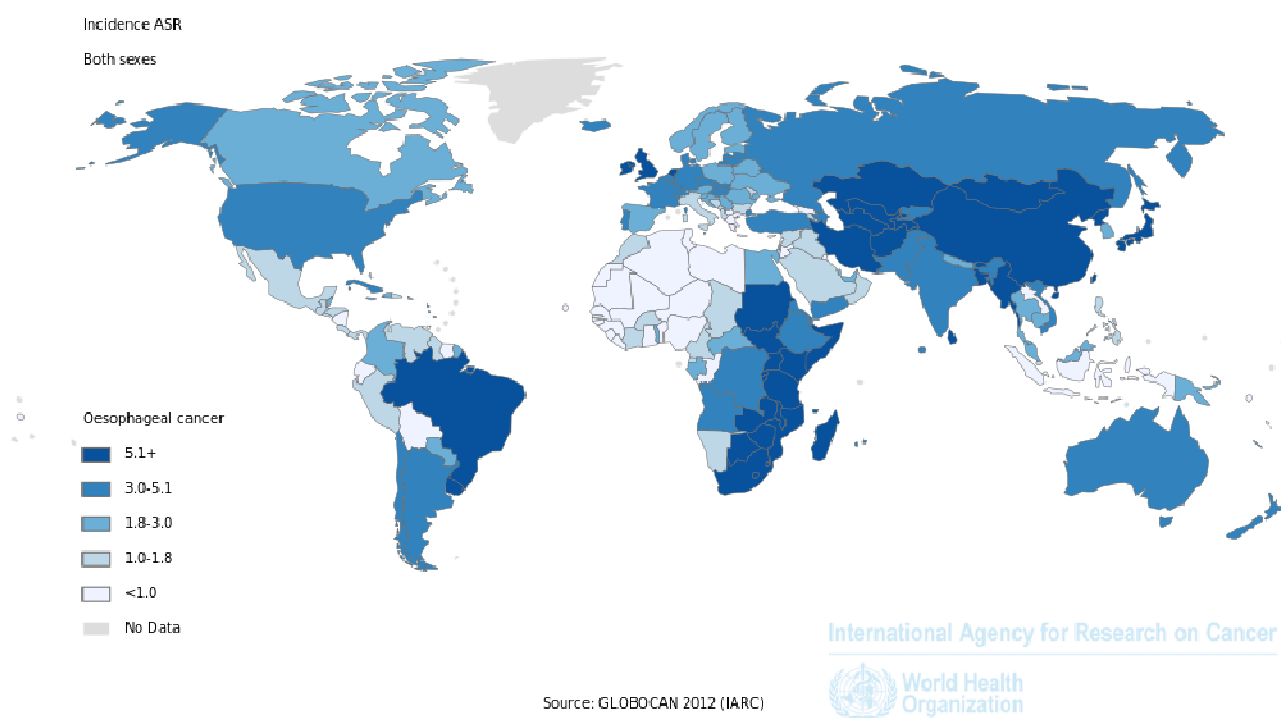 Incidence ASR
Both sexes
Oesophageal cancer
5.1+
3.0-5.1
1.8-3.0
1.0-1.8
<1.0
No Data
International Agency for Research on Cancer
World Health
Organization
Source: GLOBOCAN 2012 (IARC)